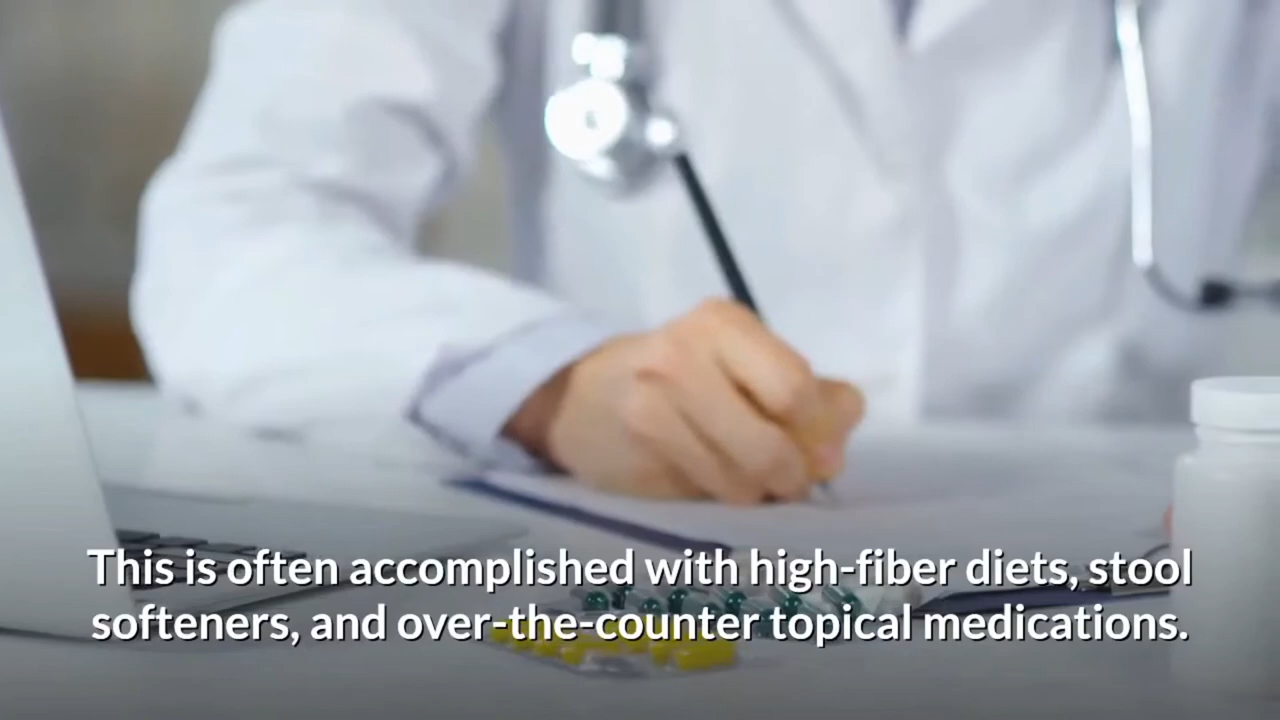 This is often accomplished with high-fiber diets, stool
softeners, and over-the-counter topical medications.